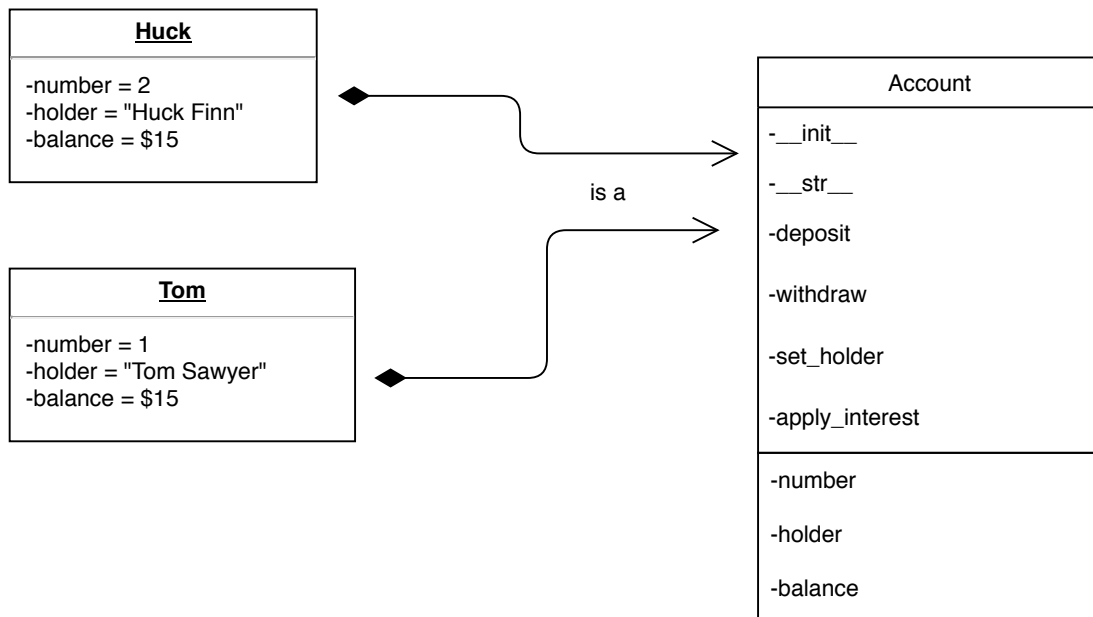 Huck
-number = 2
-holder = "Huck Finn"
-balance = $15
is a
Tom
-number = 1
-holder = "Tom Sawyer"
-balance = $15
Account
-__init__
-__str__
-deposit
-withdraw
-set_holder
-apply_interest
-number
-holder
-balance